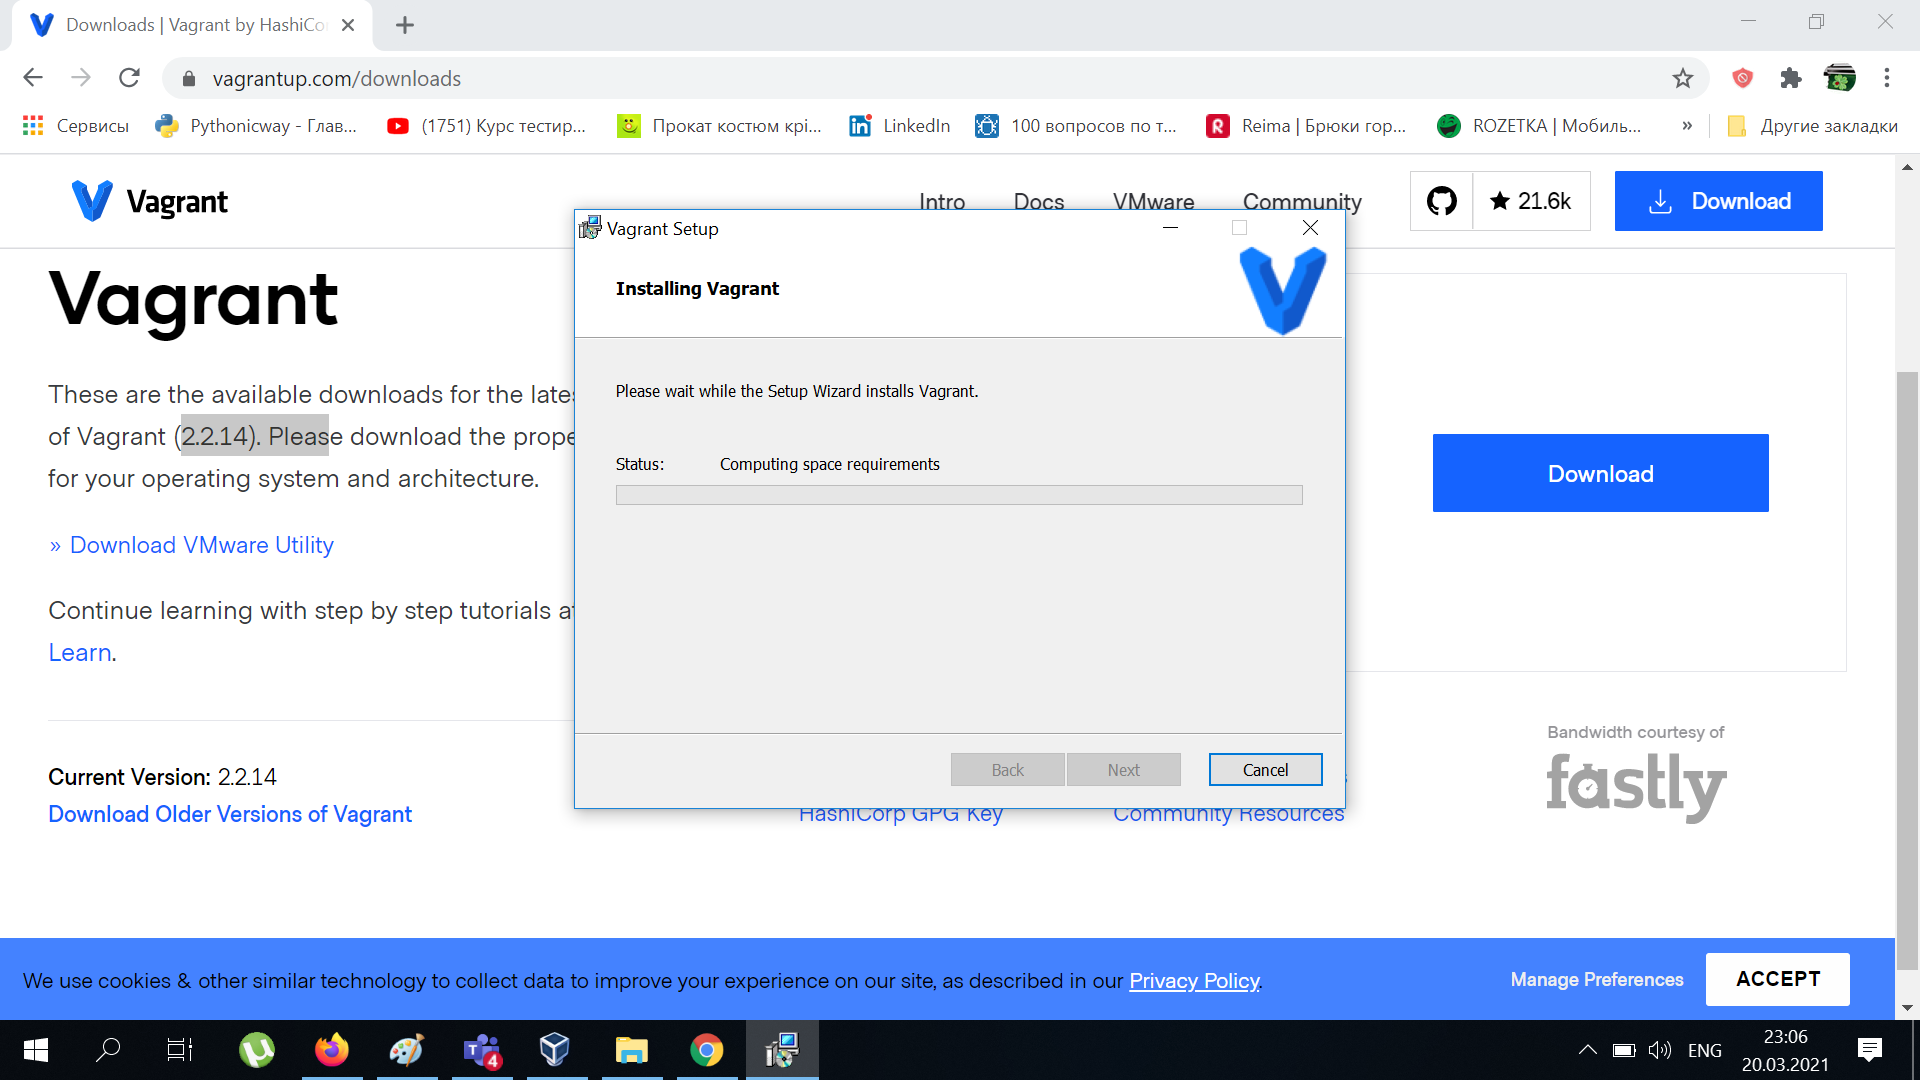 Downloads | Vagrant by HashiCo
vagrantup.com/downloads
Сервисы
Pythonicway - Глав...
(1751) Курс тестир...
Прокат костюм крі...
LinkedIn
100 вопросов по т...
Reima | Брюки гор...
ROZETKA | Мобиль...
»
Другие закладки
Vagrant
Intro
Docs
VMware
Community
21.6k
Download
Vagrant Setup
Installing Vagrant
Please wait while the Setup Wizard installs Vagrant.
Status: Computing space requirements
Back
Next
Cancel
Vagrant
These are the available downloads for the late
of Vagrant (2.2.14). Please download the prope
for your operating system and architecture.
» Download VMware Utility
Continue learning with step by step tutorials a
Learn.
Download
Current Version: 2.2.14
Download Older Versions of Vagrant
HashiCorp GPG Key
Community Resources
Bandwidth courtesy of
fastly
We use cookies & other similar technology to collect data to improve your experience on our site, as described in our Privacy Policy.
Manage Preferences
ACCEPT
4
ENG
23:06
20.03.2021